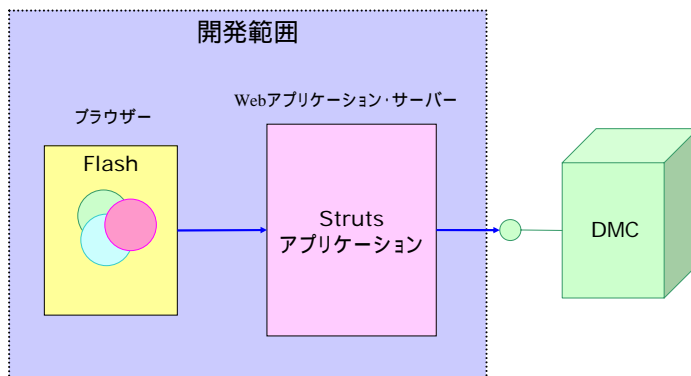 開発範囲
ブラウザー
Webアプリケーション・サーバー
Flash
Struts
アプリケーション
DMC